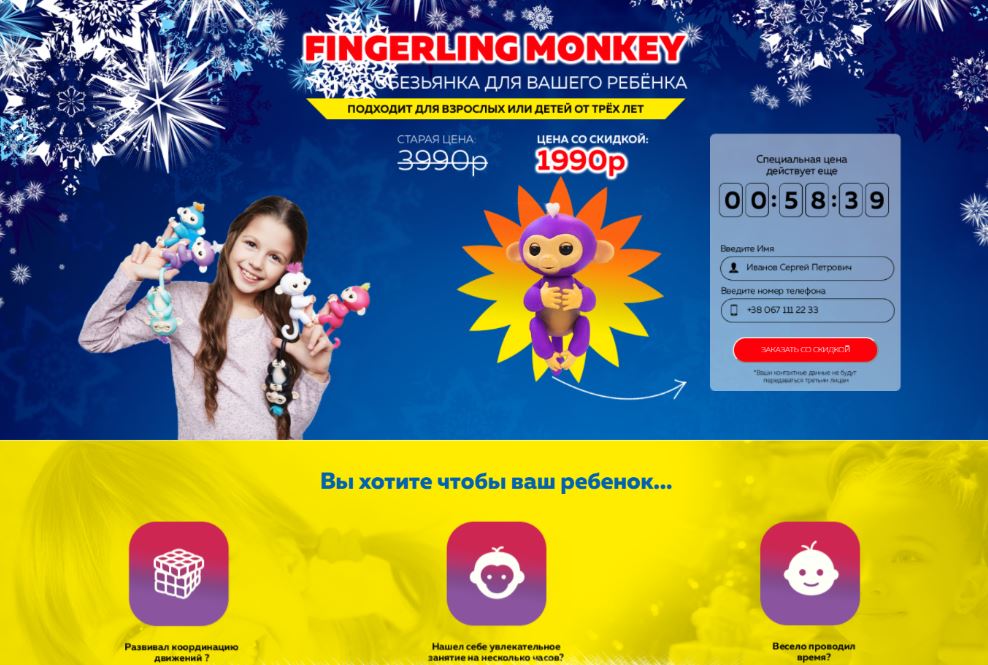 FINGERLING MONKEY
ОБЕЗЬЯНКА ДЛЯ ВАШЕГО РЕБЁНКА
ПОДХОДИТ ДЛЯ ВЗРОСЛЫХ ИЛИ ДЕТЕЙ ОТ ТРЁХ ЛЕТ
СТАРАЯ ЦЕНА:
3990р
ЦЕНА СО СКИДКОЙ:
1990р
Специальная цена
действует еще
00:58:39
Введите Имя
Иванов Сергей Петрович
Введите номер телефона
+38 067 111 22 33
ЗАКАЗАТЬ СО СКИДКОЙ
*Ваши контактные данные не будут
передаваться третьим лицам
Вы хотите чтобы ваш ребенок...
Развивал координацию
движений ?
Нашел себе увлекательное
занятие на несколько часов?
Весело проводил
время?